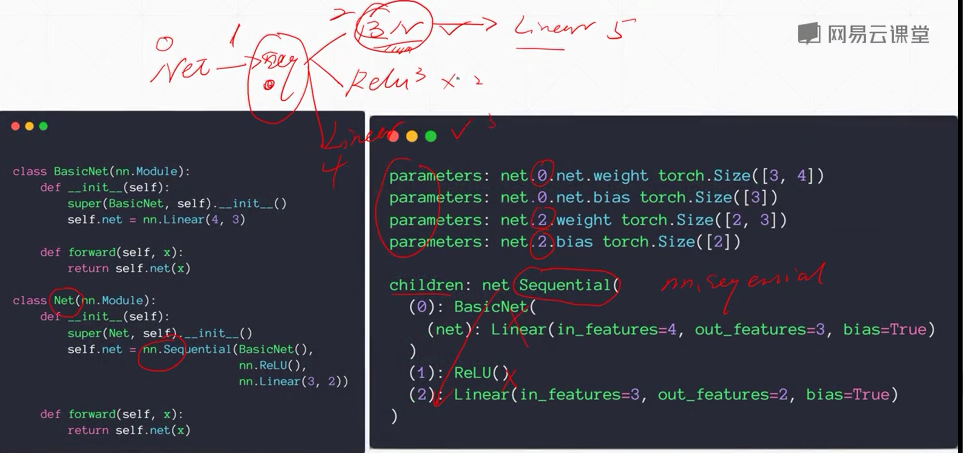 0 1 2 BN ✓ → Linear 5
网易云课堂
Net → Seq
Relu 3 × 2
Linear
4
✓ 3
class BasicNet(nn.Module):
def __init__(self):
super(BasicNet, self).__init__()
self.net = nn.Linear(4, 3)
def forward(self, x):
return self.net(x)
class Net(nn.Module):
def __init__(self):
super(Net, self).__init__()
self.net = nn.Sequential(BasicNet(),
nn.ReLU(),
nn.Linear(3, 2))
def forward(self, x):
return self.net(x)
parameters: net.0.net.weight torch.Size([3, 4])
parameters: net.0.net.bias torch.Size([3])
parameters: net.2.weight torch.Size([2, 3])
parameters: net.2.bias torch.Size([2])
children: net Sequential(
nn.Seqential
(0): BasicNet(
(net): Linear(in_features=4, out_features=3, bias=True)
)
(1): ReLU()
(2): Linear(in_features=3, out_features=2, bias=True)
)